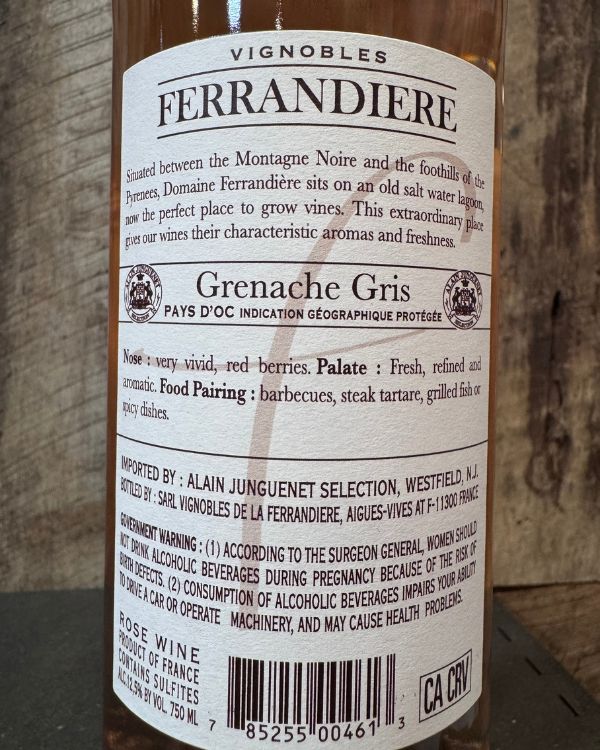 VIGNOBLES
FERRANDIERE
Situated between the Montagne Noire and the foothills of the
Pyrenees, Domaine Ferrandière sits on an old salt water lagoon,
now the perfect place to grow vines. This extraordinary place
gives our wines their characteristic aromas and freshness.
Grenache Gris
PAYS D'OC INDICATION GÉOGRAPHIQUE PROTÉGÉE
ALAIN JUNGUENET
SELECTION
ALAIN JUNGUENET
SELECTION
Nose : very vivid, red berries. Palate : Fresh, refined and
aromatic. Food Pairing : barbecues, steak tartare, grilled fish or
spicy dishes.
IMPORTED BY : ALAIN JUNGUENET SELECTION, WESTFIELD, N.J.
BOTTLED BY : SARL VIGNOBLES DE LA FERRANDIERE, AIGUES-VIVES AT F-11300 FRANCE
GOVERNMENT WARNING : (1) ACCORDING TO THE SURGEON GENERAL, WOMEN SHOULD
NOT DRINK ALCOHOLIC BEVERAGES DURING PREGNANCY BECAUSE OF THE RISK OF
BIRTH DEFECTS. (2) CONSUMPTION OF ALCOHOLIC BEVERAGES IMPAIRS YOUR ABILITY
TO DRIVE A CAR OR OPERATE MACHINERY, AND MAY CAUSE HEALTH PROBLEMS.
ROSE WINE
PRODUCT OF FRANCE
CONTAINS SULFITES
ALC.12,5% BY VOL. 750 ML
7 85255 00461 3
CA CRV